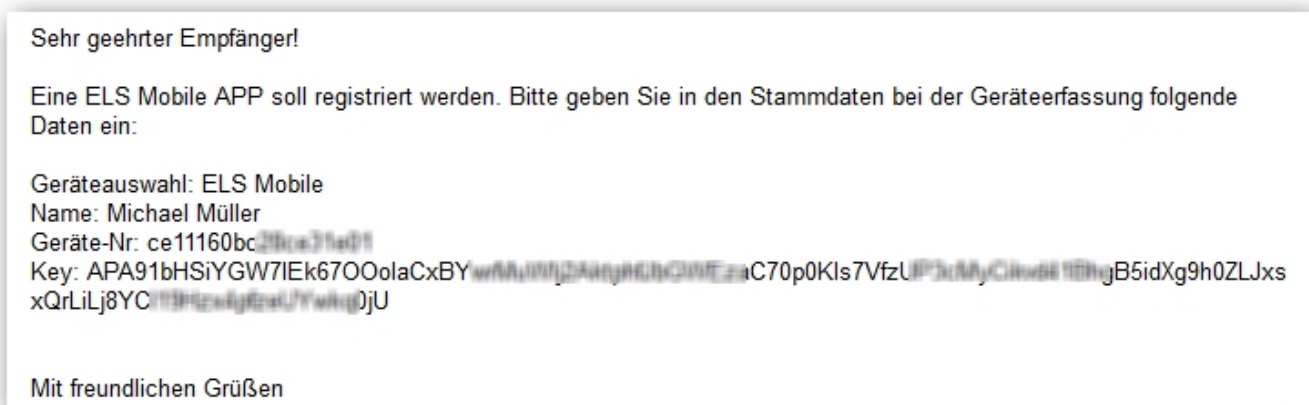 Sehr geehrter Empfänger!
Eine ELS Mobile APP soll registriert werden. Bitte geben Sie in den Stammdaten bei der Geräteerfassung folgende
Daten ein:
Geräteauswahl: ELS Mobile
Name: Michael Müller
Geräte-Nr: ce11160bc
Key: APA91bHSiYGW7IEk67OOolaCxBY C70p0KIs7VfzU gB5idXg9h0ZLJxs
xQrLiLj8YC 0jU
Mit freundlichen Grüßen